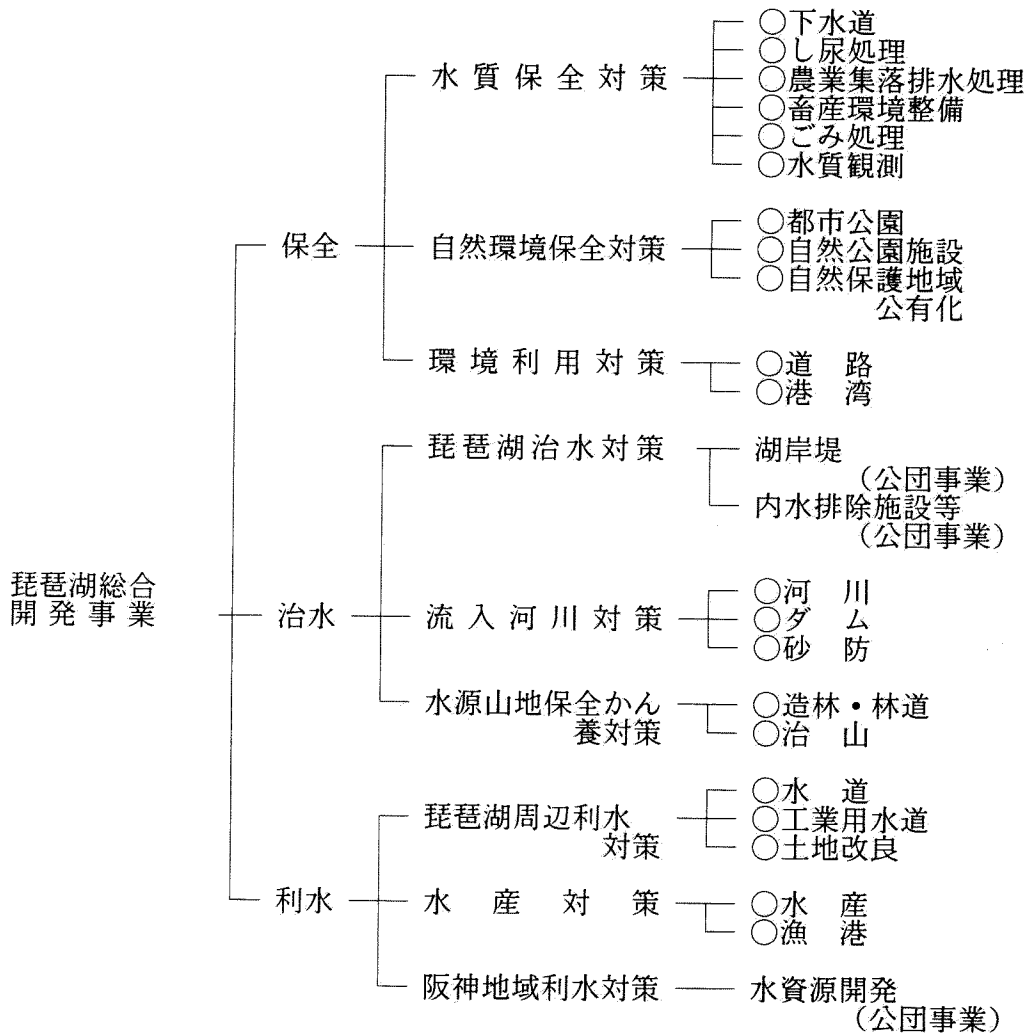 琵琶湖総合
開発事業
保全
水質保全対策
○下水道
○し尿処理
○農業集落排水処理
○畜産環境整備
○ごみ処理
○水質観測
自然環境保全対策
○都市公園
○自然公園施設
○自然保護地域
公有化
環境利用対策
○道 路
○港 湾
治水
琵琶湖治水対策
湖岸堤
(公団事業)
内水排除施設等
(公団事業)
流入河川対策
○河 川
○ダ ム
○砂 防
水源山地保全かん
養対策
○造林・林道
○治 山
利水
琵琶湖周辺利水
対策
○水 道
○工業用水道
○土地改良
水産対策
○水 産
○漁 港
阪神地域利水対策
水資源開発
(公団事業)